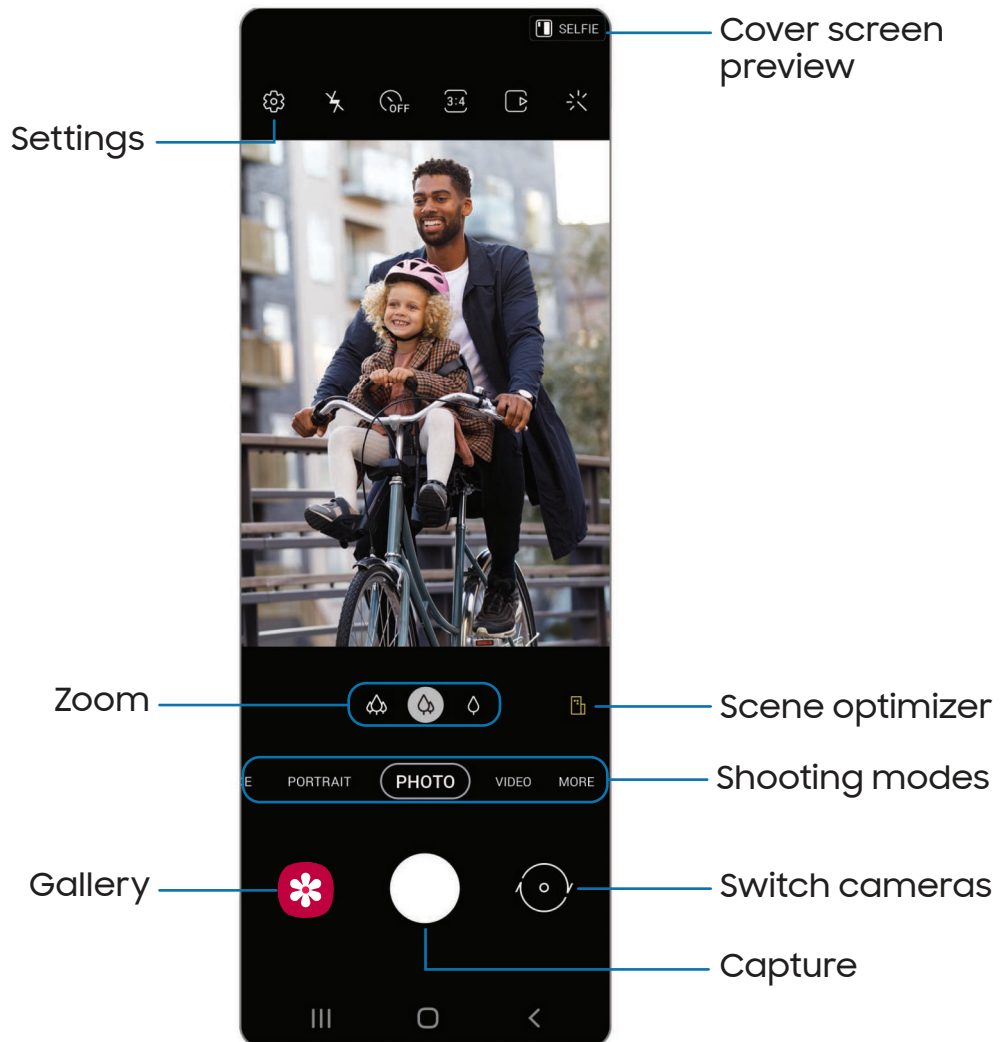 SELFIE
Cover screen
preview
OFF
3:4
Settings
Zoom
Scene optimizer
E PORTRAIT PHOTO VIDEO MORE
Shooting modes
Gallery
Switch cameras
Capture